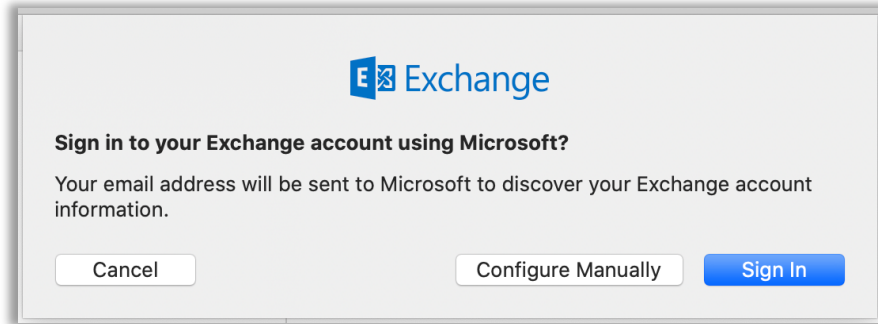 Exchange
Sign in to your Exchange account using Microsoft?
Your email address will be sent to Microsoft to discover your Exchange account
information.
Cancel
Configure Manually
Sign In